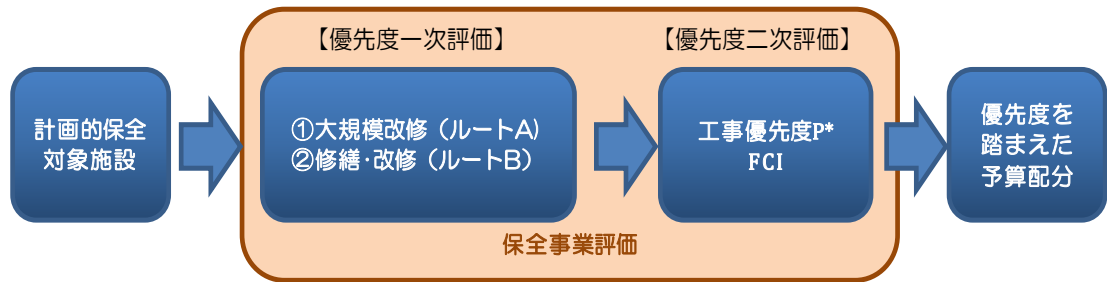 【優先度一次評価】
【優先度二次評価】
計画的保全
対象施設
①大規模改修（ルートA)
②修繕・改修（ルートB）
工事優先度P*
FCI
優先度を
踏まえた
予算配分
保全事業評価